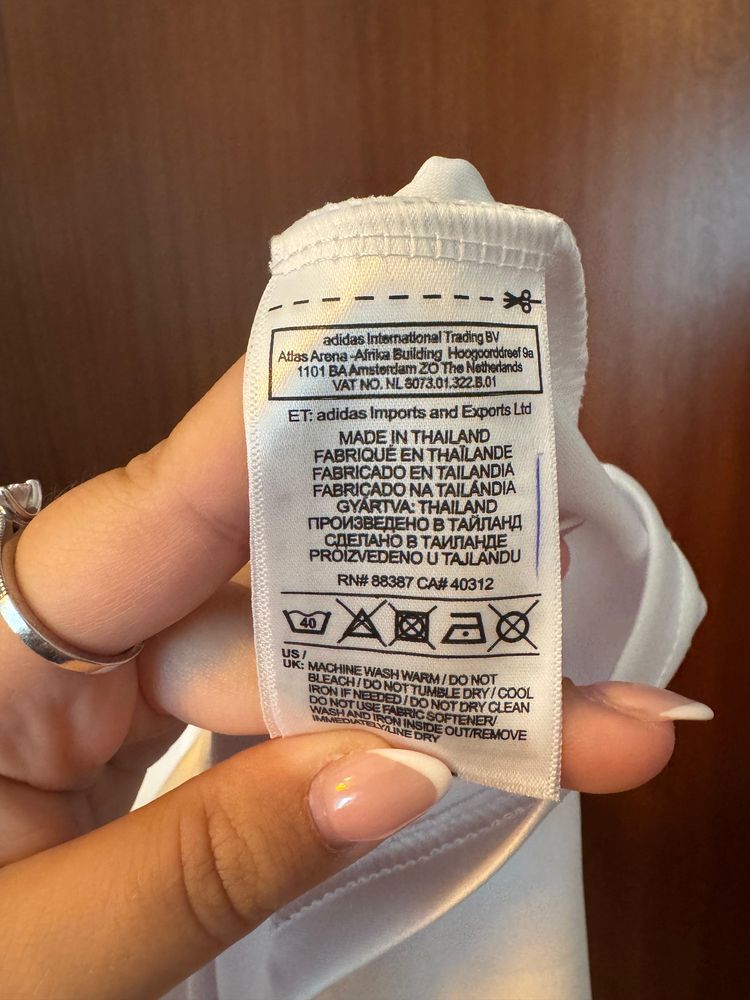 adidas International Trading BV
Atlas Arena -Afrika Building Hoogoorddreef 9a
1101 BA Amsterdam ZO The Netherlands
VAT NO. NL 8073.01.322.B.01
ET: adidas Imports and Exports Ltd
MADE IN THAILAND
FABRIQUÉ EN THAÏLANDE
FABRICADO EN TAILANDIA
FABRICADO NA TAILÂNDIA
GYÁRTVA: THAILAND
ПРОИЗВЕДЕНО В ТАЙЛАНД
СДЕЛАНО В ТАИЛАНДЕ
PROIZVEDENO U TAJLANDU
RN# 88387 CA# 40312
40
US /
UK: MACHINE WASH WARM / DO NOT
BLEACH / DO NOT TUMBLE DRY / COOL
IRON IF NEEDED / DO NOT DRY CLEAN
DO NOT USE FABRIC SOFTENER/
WASH AND IRON INSIDE OUT/REMOVE
IMMEDIATELY/LINE DRY